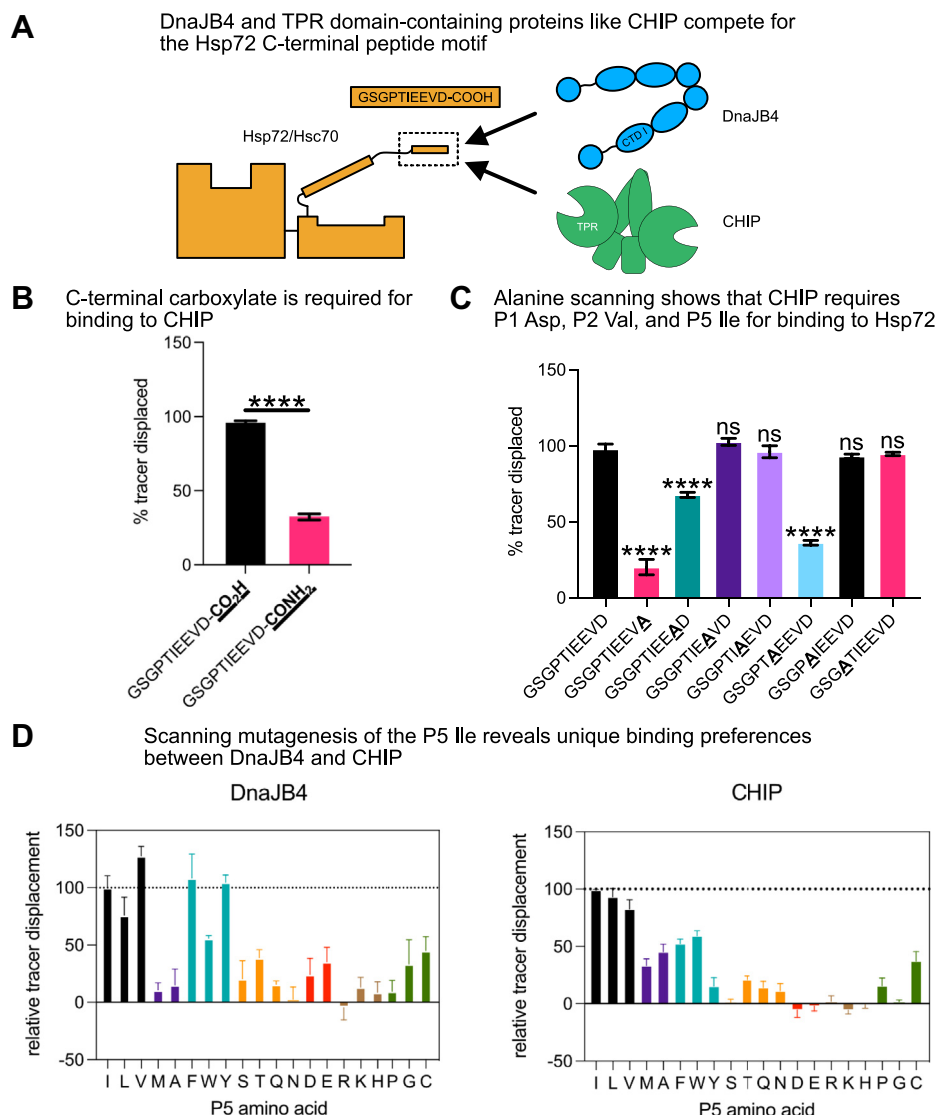 A
DnaJB4 and TPR domain-containing proteins like CHIP compete for
the Hsp72 C-terminal peptide motif
GSGPTIEEVD-COOH
Hsp72/Hsc70
DnaJB4
CTD I
CHIP
TPR
B
C-terminal carboxylate is required for
binding to CHIP
% tracer displaced
150
100
50
0
****
GSGPTIEEVD-CO₂H
GSGPTIEEVD-CONH₂
C
Alanine scanning shows that CHIP requires
P1 Asp, P2 Val, and P5 Ile for binding to Hsp72
% tracer displaced
150
100
50
0
**** **** ns ns **** ns ns
GSGPTIEEVD
GSGPTIEEVA
GSGPTIEEAD
GSGPTIEAVD
GSGPTIAEVD
GSGPTAEEVD
GSGPAIEEVD
GSGATIEEVD
D
Scanning mutagenesis of the P5 Ile reveals unique binding preferences
between DnaJB4 and CHIP
DnaJB4
relative tracer displacement
150
100
50
0
-50
I L V M A F W Y S T Q N D E R K H P G C
P5 amino acid
CHIP
relative tracer displacement
150
100
50
0
-50
I L V M A F W Y S T Q N D E R K H P G C
P5 amino acid